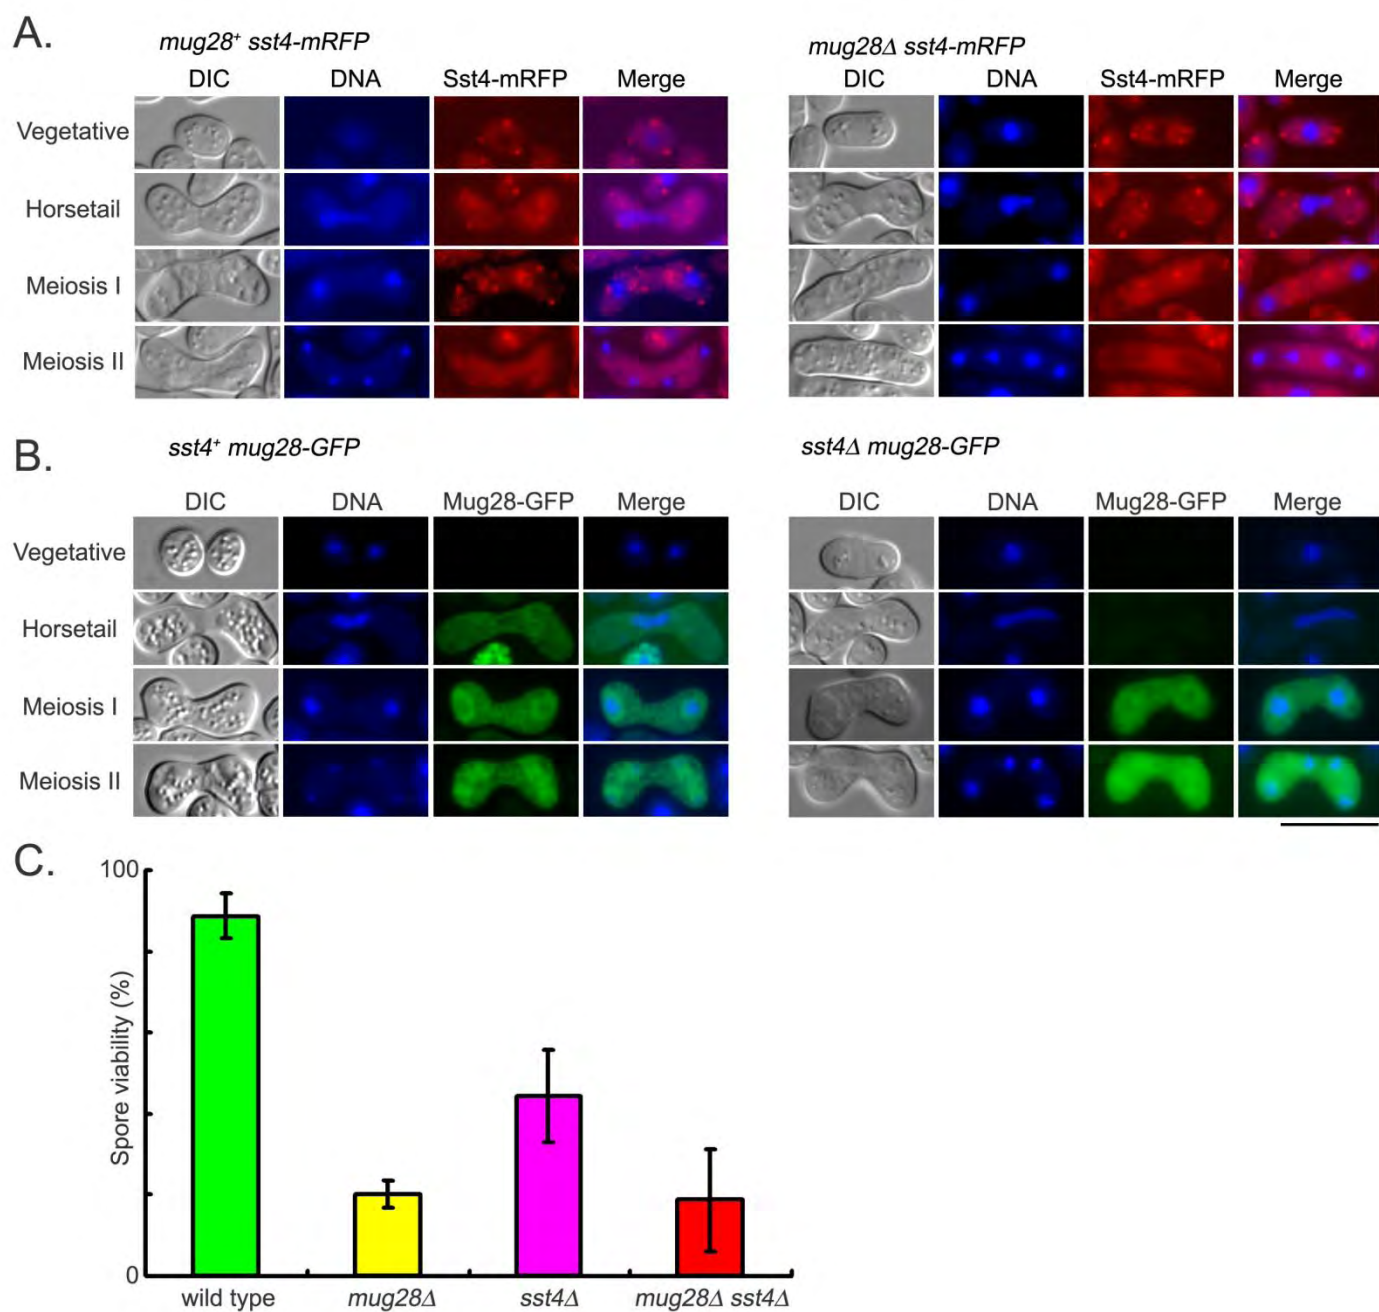 A.
mug28⁺ sst4-mRFP
mug28Δ sst4-mRFP
DIC DNA Sst4-mRFP Merge
DIC DNA Sst4-mRFP Merge
Vegetative
Horsetail
Meiosis I
Meiosis II
B.
sst4⁺ mug28-GFP
sst4Δ mug28-GFP
DIC DNA Mug28-GFP Merge
DIC DNA Mug28-GFP Merge
Vegetative
Horsetail
Meiosis I
Meiosis II
C.
100
Spore viability (%)
0
wild type mug28Δ sst4Δ mug28Δ sst4Δ